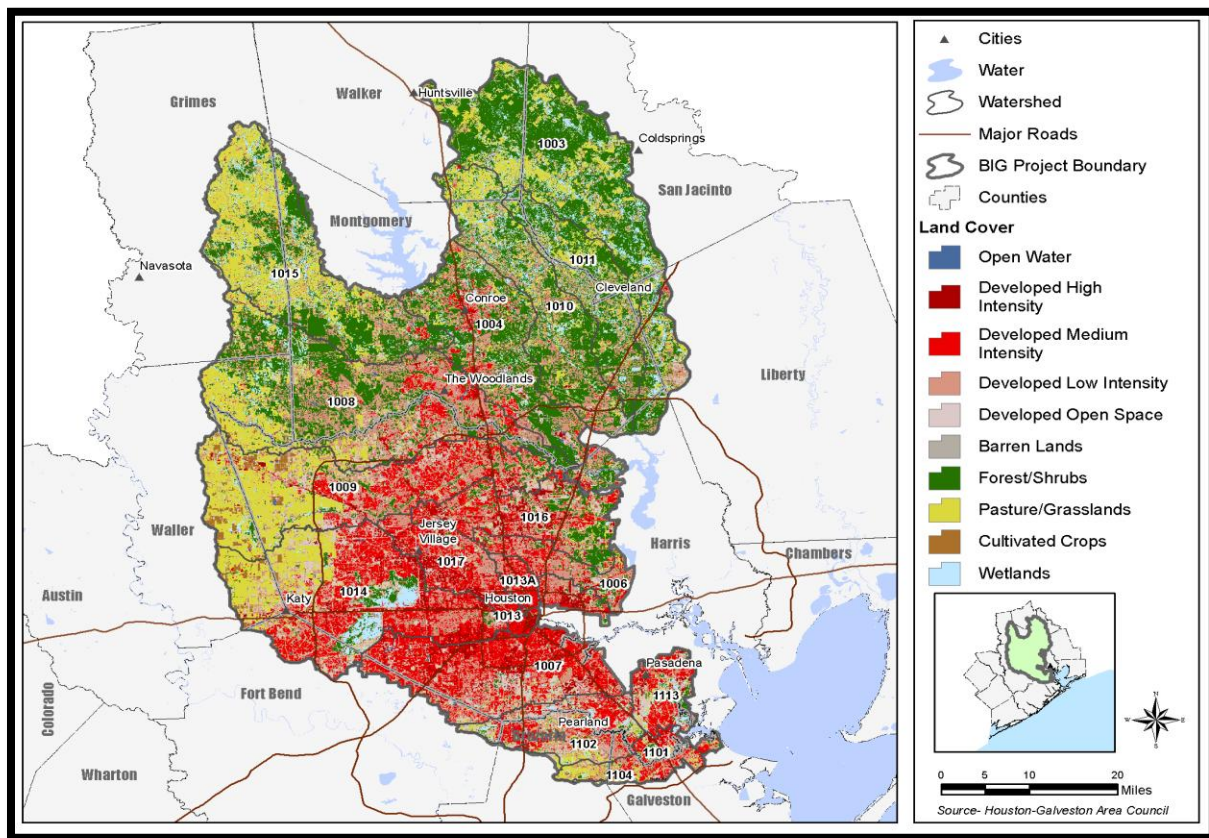 Grimes
Walker
Huntsville
1003
Coldsprings
San Jacinto
Montgomery
Navasota
1015
1011
Cleveland
Conroe
1010
1004
The Woodlands
Liberty
1008
1009
Waller
Jersey
Village
1016
Harris
Chambers
1017
Austin
1013A
1006
Katy
1014
Houston
1013
1007
Pasadena
Fort Bend
1113
Colorado
Pearland
1102
1101
Wharton
1104
Galveston
Cities
Water
Watershed
Major Roads
BIG Project Boundary
Counties
Land Cover
Open Water
Developed High
Intensity
Developed Medium
Intensity
Developed Low Intensity
Developed Open Space
Barren Lands
Forest/Shrubs
Pasture/Grasslands
Cultivated Crops
Wetlands
N
W
E
S
0 5 10 20
Miles
Source- Houston-Galveston Area Council